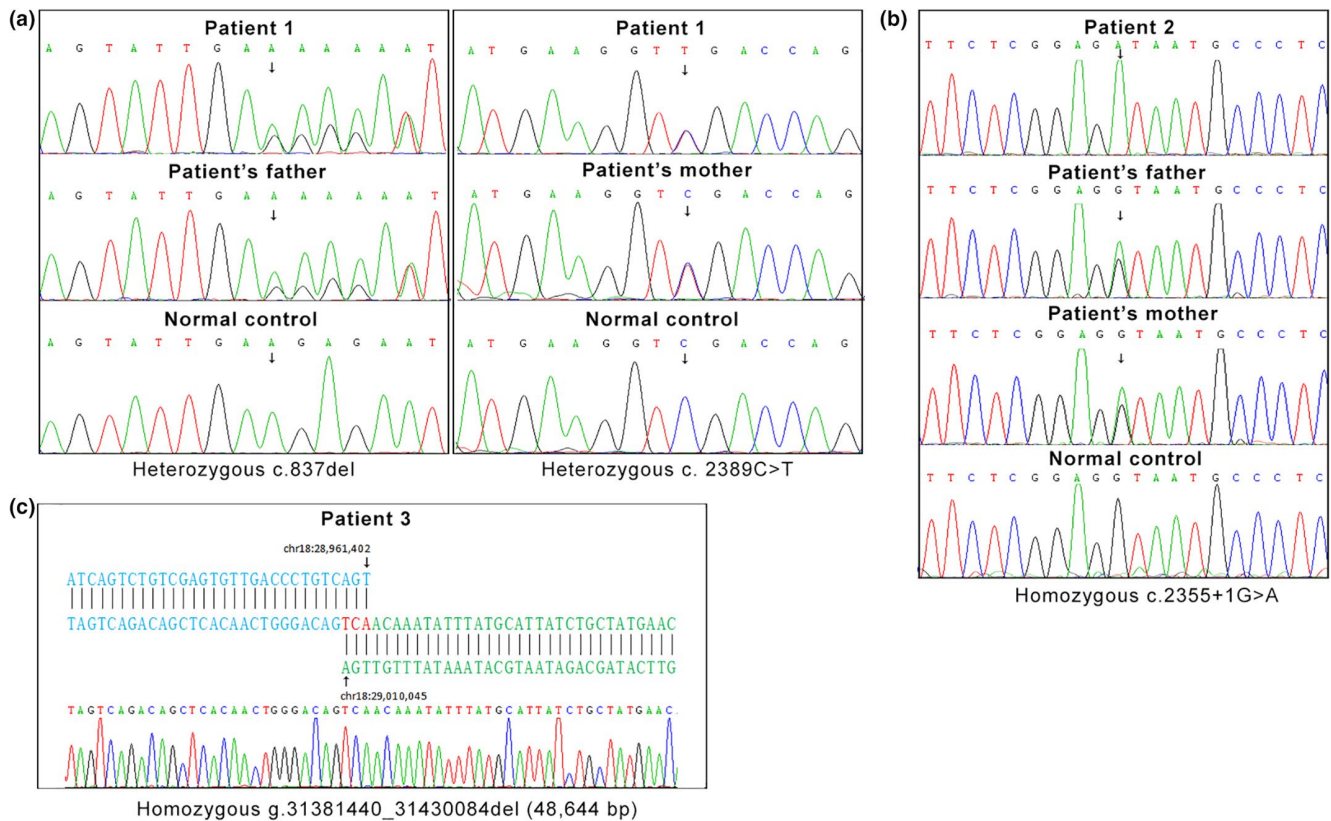 (a)
Patient 1
A G T A T T G A A A A A A T
Patient's father
A G T A T T G A A A A A A T
Normal control
A G T A T T G A A G A G A A T
Heterozygous c.837del
Patient 1
A T G A A G G T T G A C C A G
Patient's mother
A T G A A G G T C G A C C A G
Normal control
A T G A A G G T C G A C C A G
Heterozygous c. 2389C>T
(b)
Patient 2
T T C T C G G A G A T A A T G C C C T C
Patient's father
T T C T C G G A G G T A A T G C C C T C
Patient's mother
T T C T C G G A G G T A A T G C C C T C
Normal control
T T C T C G G A G G T A A T G C C C T C
Homozygous c.2355+1G>A
(c)
Patient 3
chr18:28,961,402
ATCAGTCTGTCGAGTGTTGACCCTGTCAGT
TAGTCAGACAGCTCACAACTGGGACAGTCAACAAATATTTATGCATTATCTGCTATGAAC
AGTTGTTTATAAATACGTAATAGACGATACTTG
chr18:29,010,045
TAGTCAGACAGCTCACAACTGGGACAGTCAACAAATATTTATGCATTATCTGCTATGAAC
Homozygous g.31381440_31430084del (48,644 bp)